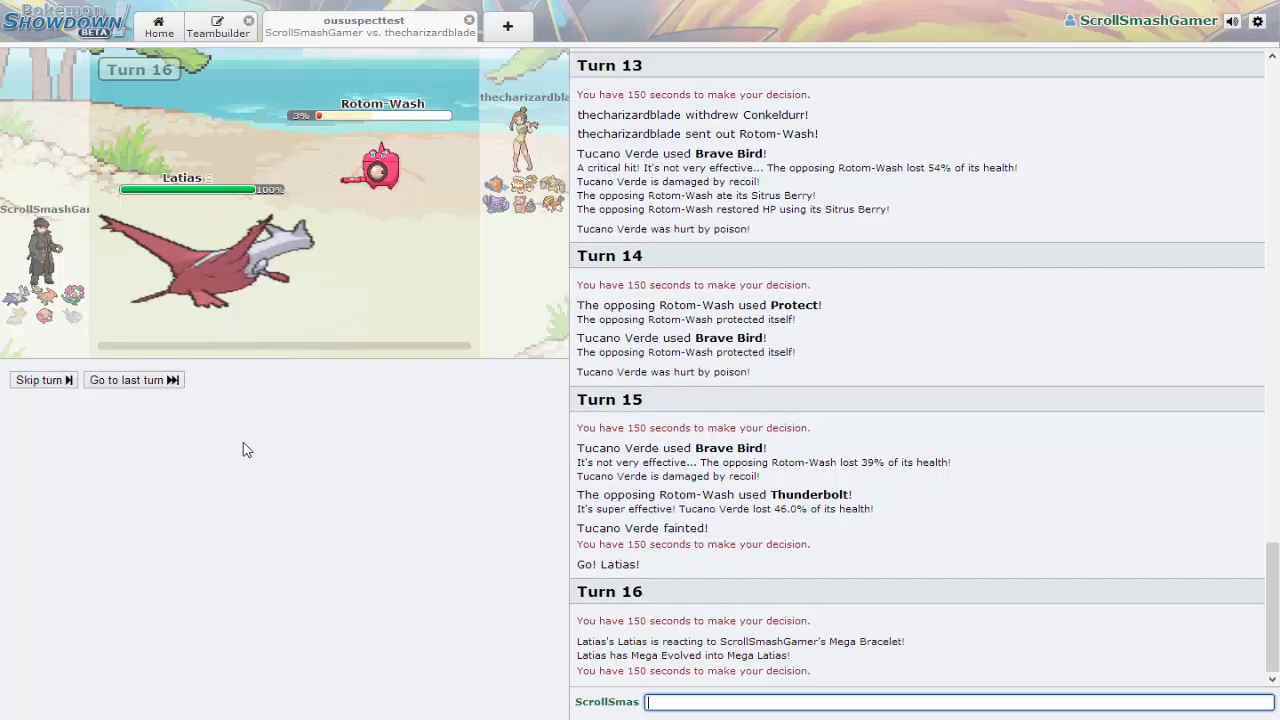 Pokémon
SHOWDOWN!
BETA
Home
Teambuilder
ououspecttest
ScrollSmashGamer vs. thecharizardblade
+
ScrollSmashGamer
Turn 16
thecharizardbla
Rotom-Wash
3%
Latias
100%
ScrollSmashGar
Skip turn
Go to last turn
Turn 13
You have 150 seconds to make your decision.
thecharizardblade withdrew Conkeldurr!
thecharizardblade sent out Rotom-Wash!
Tucano Verde used Brave Bird!
A critical hit! It's not very effective... The opposing Rotom-Wash lost 54% of its health!
Tucano Verde is damaged by recoil!
The opposing Rotom-Wash ate its Sitrus Berry!
The opposing Rotom-Wash restored HP using its Sitrus Berry!
Tucano Verde was hurt by poison!
Turn 14
You have 150 seconds to make your decision.
The opposing Rotom-Wash used Protect!
The opposing Rotom-Wash protected itself!
Tucano Verde used Brave Bird!
The opposing Rotom-Wash protected itself!
Tucano Verde was hurt by poison!
Turn 15
You have 150 seconds to make your decision.
Tucano Verde used Brave Bird!
It's not very effective... The opposing Rotom-Wash lost 39% of its health!
Tucano Verde is damaged by recoil!
The opposing Rotom-Wash used Thunderbolt!
It's super effective! Tucano Verde lost 46.0% of its health!
Tucano Verde fainted!
You have 150 seconds to make your decision.
Go! Latias!
Turn 16
You have 150 seconds to make your decision.
Latias's Latias is reacting to ScrollSmashGamer's Mega Bracelet!
Latias has Mega Evolved into Mega Latias!
You have 150 seconds to make your decision.
ScrollSmas